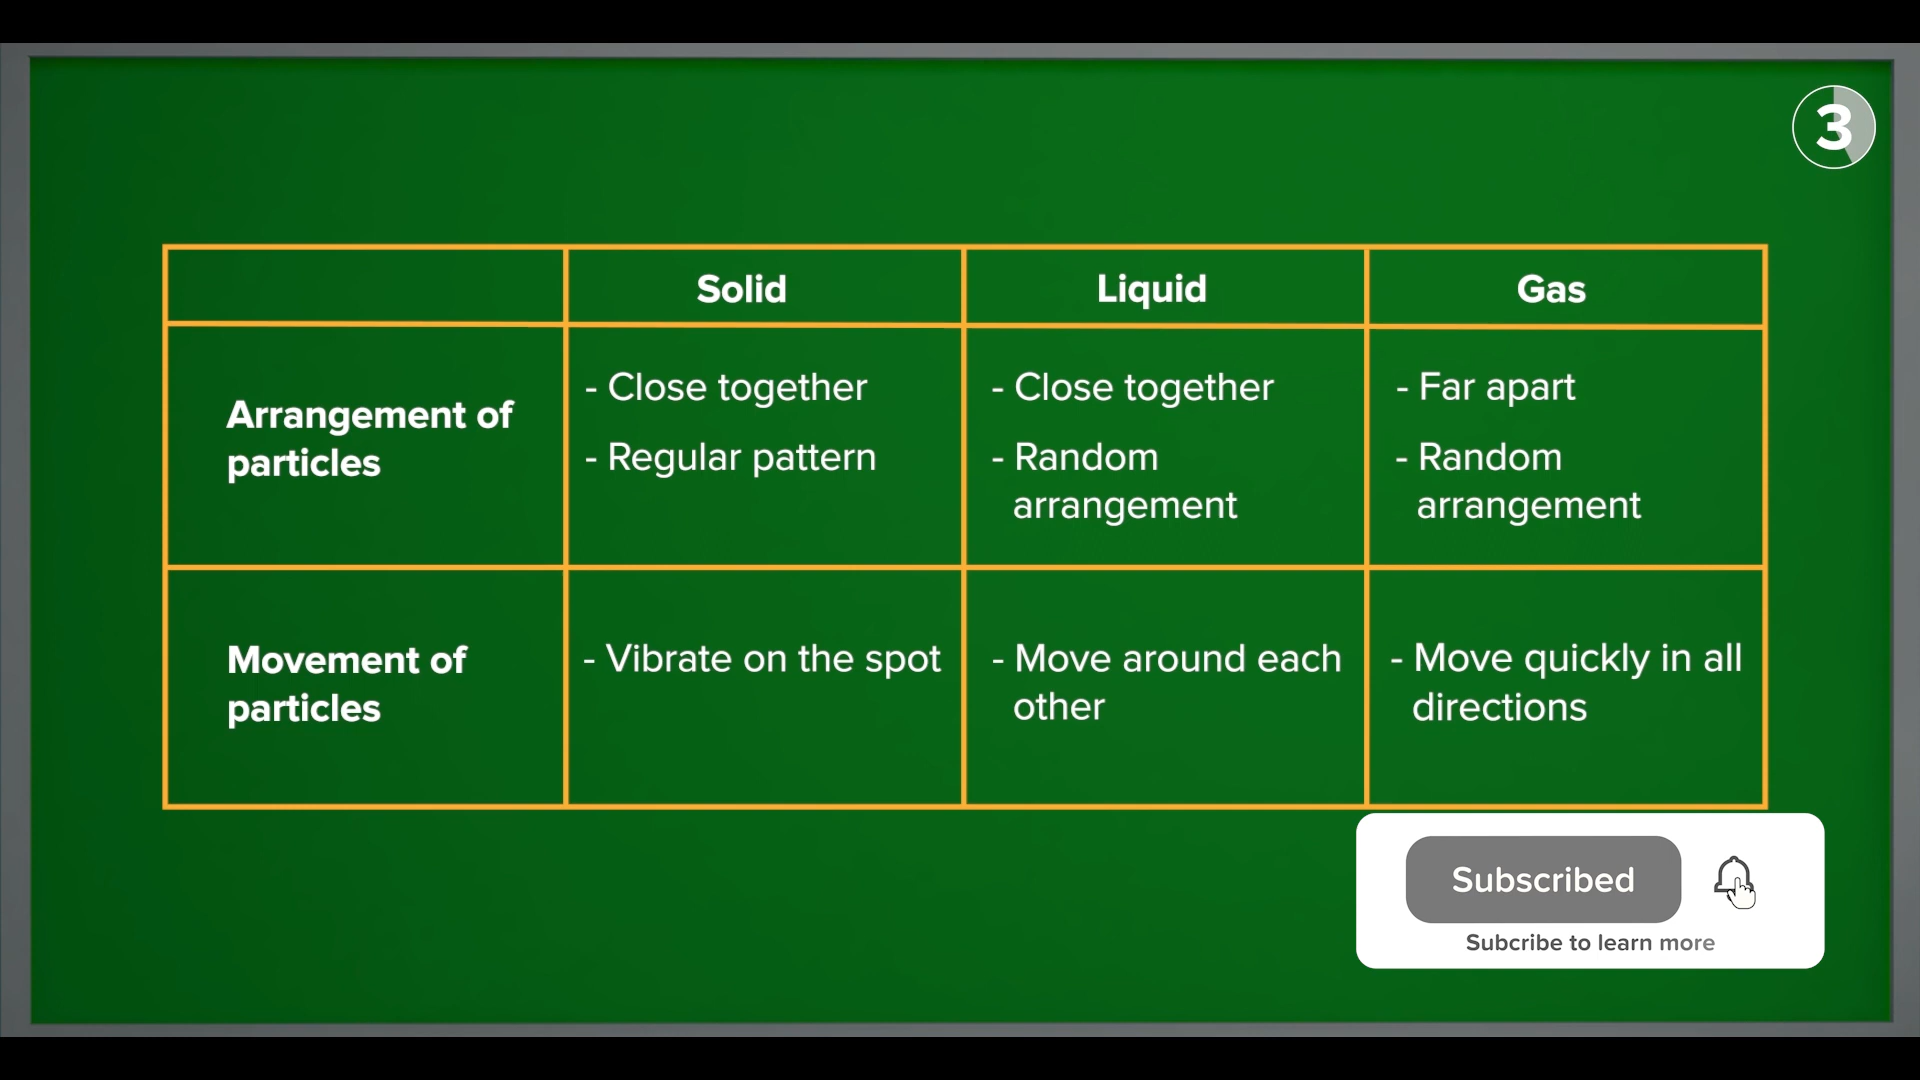 3
Solid
Liquid
Gas
Arrangement of
particles
- Close together
- Regular pattern
- Close together
- Random
arrangement
- Far apart
- Random
arrangement
Movement of
particles
- Vibrate on the spot
- Move around each
other
- Move quickly in all
directions
Subscribed
Subcribe to learn more